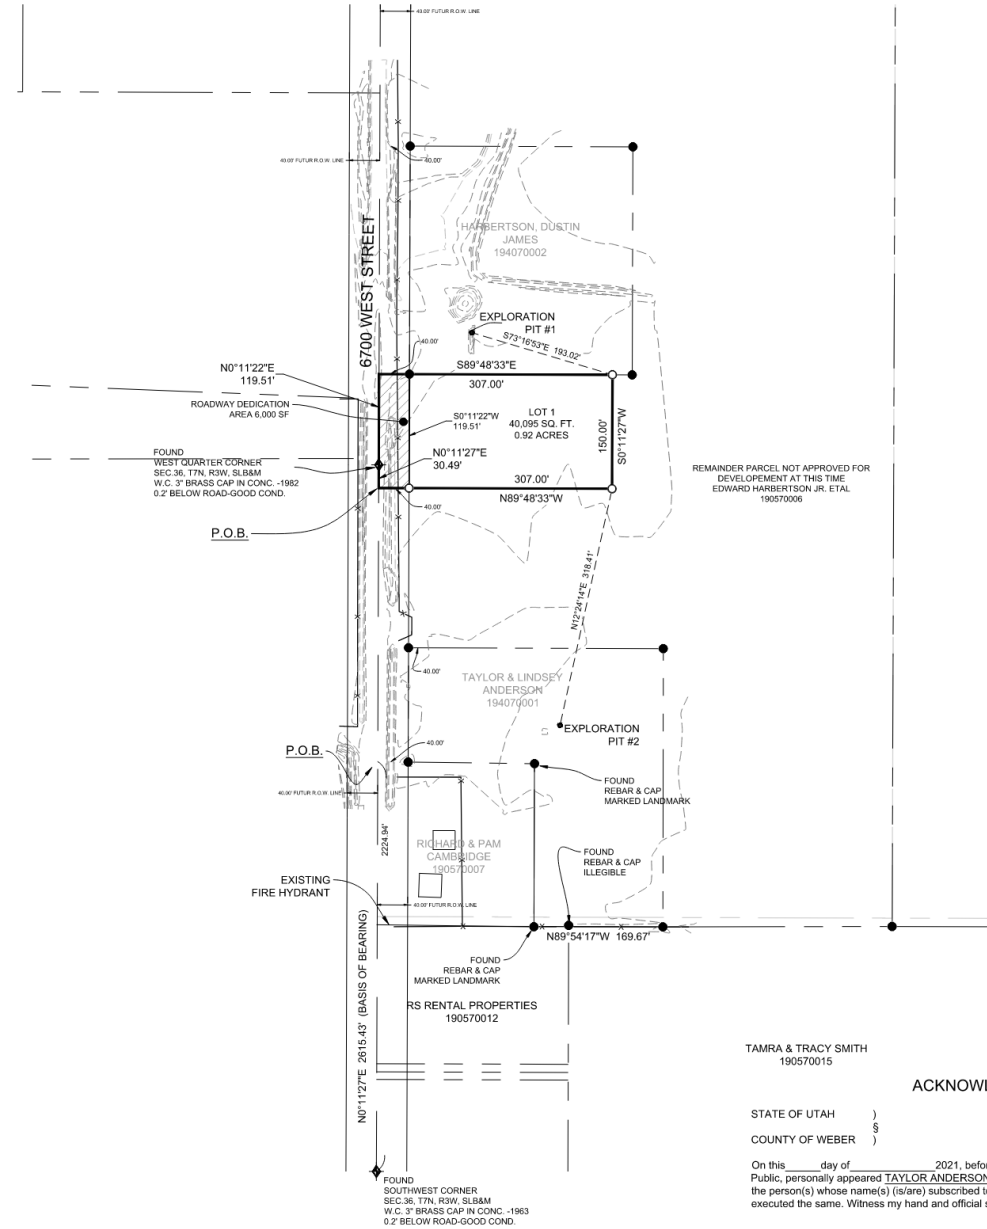 43.00' FUTUR R.O.W. LINE
40.00' FUTUR R.O.W. LINE
40.00'
6700 WEST STREET
HARBERTSON, DUSTIN
JAMES
194070002
EXPLORATION
PIT #1
S73°16'53"E 193.02'
40.00'
S89°48'33"E
307.00'
N0°11'22"E
119.51'
ROADWAY DEDICATION
AREA 6,000 SF
S0°11'22"W
119.51'
LOT 1
40,095 SQ. FT.
0.92 ACRES
150.00'
S0°11'27"W
N0°11'27"E
30.49'
FOUND
WEST QUARTER CORNER
SEC.36, T7N, R3W, SLB&M
W.C. 3" BRASS CAP IN CONC. -1982
0.2' BELOW ROAD-GOOD COND.
307.00'
N89°48'33"W
REMAINDER PARCEL NOT APPROVED FOR
DEVELOPEMENT AT THIS TIME
EDWARD HARBERTSON JR. ETAL
190570006
40.00'
P.O.B.
N12°24'14"E 318.41'
40.00'
TAYLOR & LINDSEY
ANDERSON
194070001
EXPLORATION
PIT #2
P.O.B.
40.00'
FOUND
REBAR & CAP
MARKED LANDMARK
40.00' FUTUR R.O.W. LINE
2224.94'
RICHARD & PAM
CAMBRIDGE
190570007
FOUND
REBAR & CAP
ILLEGIBLE
EXISTING
FIRE HYDRANT
40.00' FUTUR R.O.W. LINE
N89°54'17"W 169.67'
FOUND
REBAR & CAP
MARKED LANDMARK
RS RENTAL PROPERTIES
190570012
N0°11'27"E 2615.43' (BASIS OF BEARING)
TAMRA & TRACY SMITH
190570015
ACKNOWL
STATE OF UTAH )
§
COUNTY OF WEBER )
On this______day of______________2021, befor
Public, personally appeared TAYLOR ANDERSON
the person(s) whose name(s) (is/are) subscribed t
executed the same. Witness my hand and official s
FOUND
SOUTHWEST CORNER
SEC.36, T7N, R3W, SLB&M
W.C. 3" BRASS CAP IN CONC. -1963
0.2' BELOW ROAD-GOOD COND.